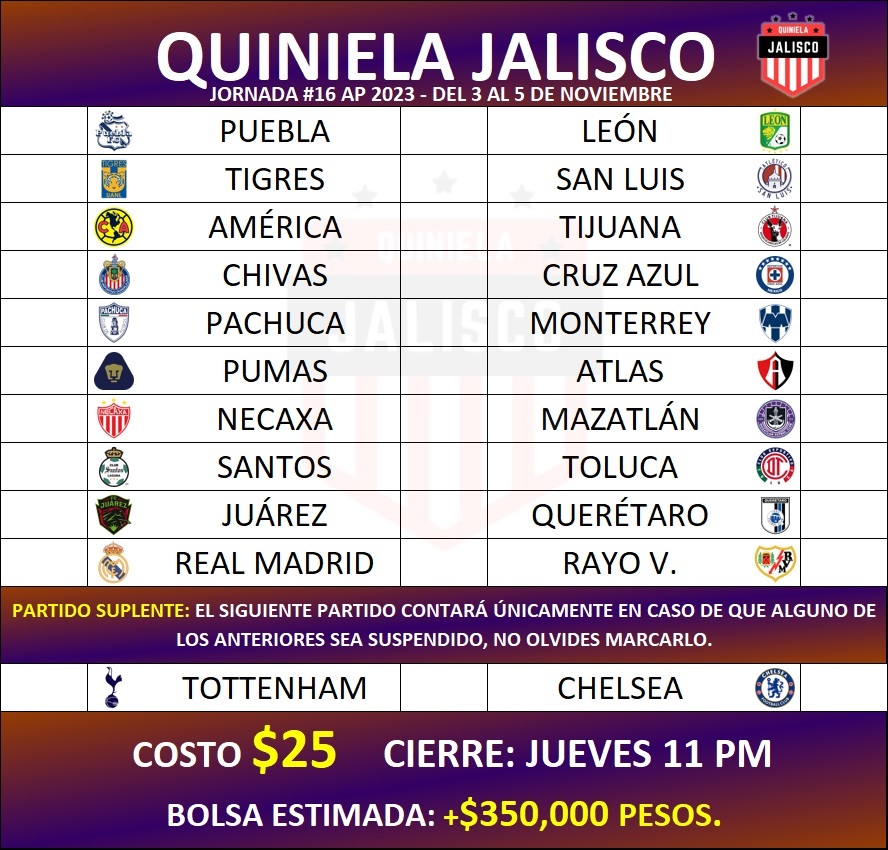 QUINIELA JALISCO
QUINIELA
JALISCO
JORNADA #16 AP 2023 - DEL 3 AL 5 DE NOVIEMBRE
PUEBLA LEÓN
TIGRES SAN LUIS
AMÉRICA TIJUANA
CHIVAS CRUZ AZUL
PACHUCA MONTERREY
PUMAS ATLAS
NECAXA MAZATLÁN
SANTOS TOLUCA
JUÁREZ QUERÉTARO
REAL MADRID RAYO V.
QUINIELA
JALISCO
PARTIDO SUPLENTE: EL SIGUIENTE PARTIDO CONTARÁ ÚNICAMENTE EN CASO DE QUE ALGUNO DE
LOS ANTERIORES SEA SUSPENDIDO, NO OLVIDES MARCARLO.
TOTTENHAM CHELSEA
COSTO $25 CIERRE: JUEVES 11 PM
BOLSA ESTIMADA: +$350,000 PESOS.